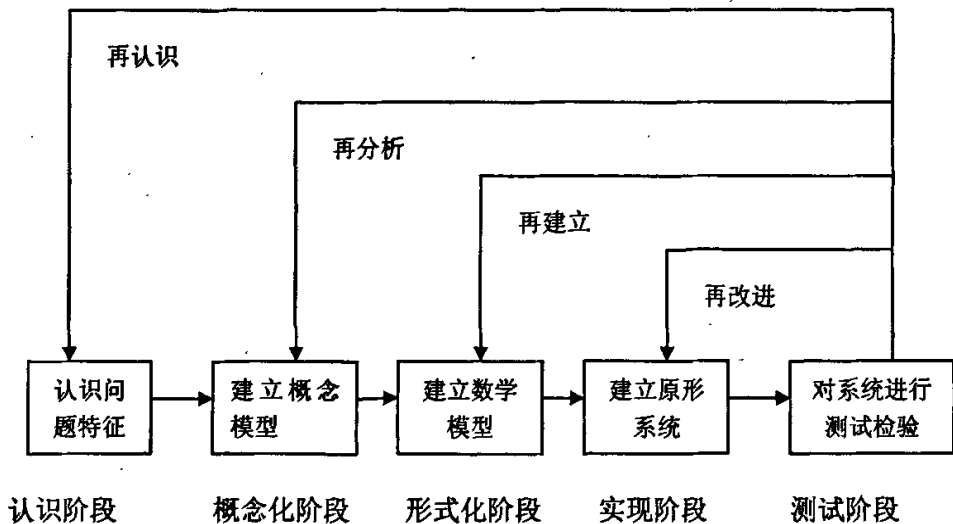 再认识
再分析
再建立
再改进
认识问
题特征
建立概念
模型
建立数学
模型
建立原形
系统
对系统进行
测试检验
认识阶段
概念化阶段
形式化阶段
实现阶段
测试阶段